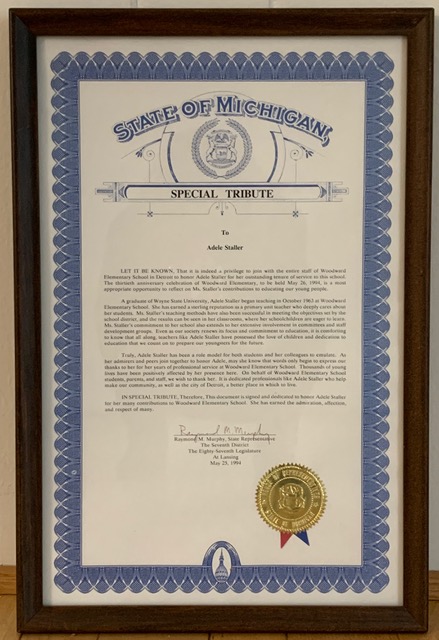 STATE OF MICHIGAN
SPECIAL TRIBUTE
To
Adele Staller
LET IT BE KNOWN, That it is indeed a privilege to join with the entire staff of Woodward
Elementary School in Detroit to honor Adele Staller for her outstanding tenure of service to this school.
The thirtieth anniversary celebration of Woodward Elementary, to be held May 26, 1994, is a most
appropriate opportunity to reflect on Ms. Staller's contributions to educating our young people.
A graduate of Wayne State University, Adele Staller began teaching in October 1963 at Woodward
Elementary School. She has earned a sterling reputation as a primary unit teacher who deeply cares about
her students. Ms. Staller's teaching methods have also been successful in meeting the objectives set by the
school district, and the results can be seen in her classrooms, where her schoolchildren are eager to learn.
Ms. Staller's commitment to her school also extends to her extensive involvement in committees and staff
development groups. Even as our society renews its focus and commitment to education, it is comforting
to know that all along, teachers like Adele Staller have possessed the love of children and dedication to
education that we count on to prepare our youngsters for the future.
Truly, Adele Staller has been a role model for both students and her colleagues to emulate. As
her admirers and peers join together to honor Adele, may she know that words only begin to express our
thanks to her for her years of professional service at Woodward Elementary School. Thousands of young
lives have been positively affected by her presence here. On behalf of Woodward Elementary School
students, parents, and staff, we wish to thank her. It is dedicated professionals like Adele Staller who help
make our community, as well as the city of Detroit, a better place in which to live.
IN SPECIAL TRIBUTE, Therefore, This document is signed and dedicated to honor Adele Staller
for her many contributions to Woodward Elementary School. She has earned the admiration, affection,
and respect of many.
Raymond M. Murphy
Raymond M. Murphy, State Representative
The Seventh District
The Eighty-Seventh Legislature
At Lansing
May 25, 1994